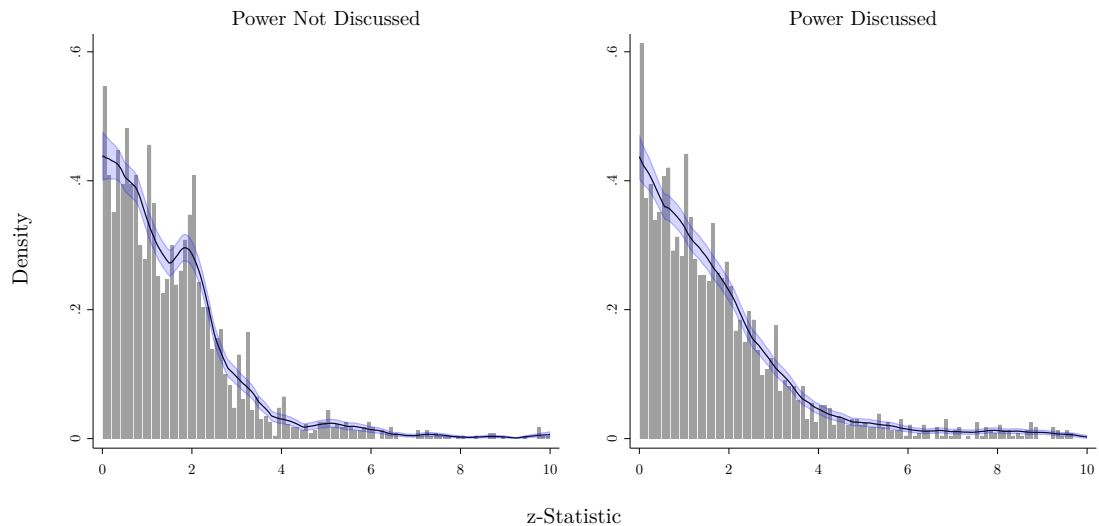 Power Not Discussed
Power Discussed
Density
.6
.4
.2
0
0 2 4 6 8 10
.6
.4
.2
0
0 2 4 6 8 10
z-Statistic